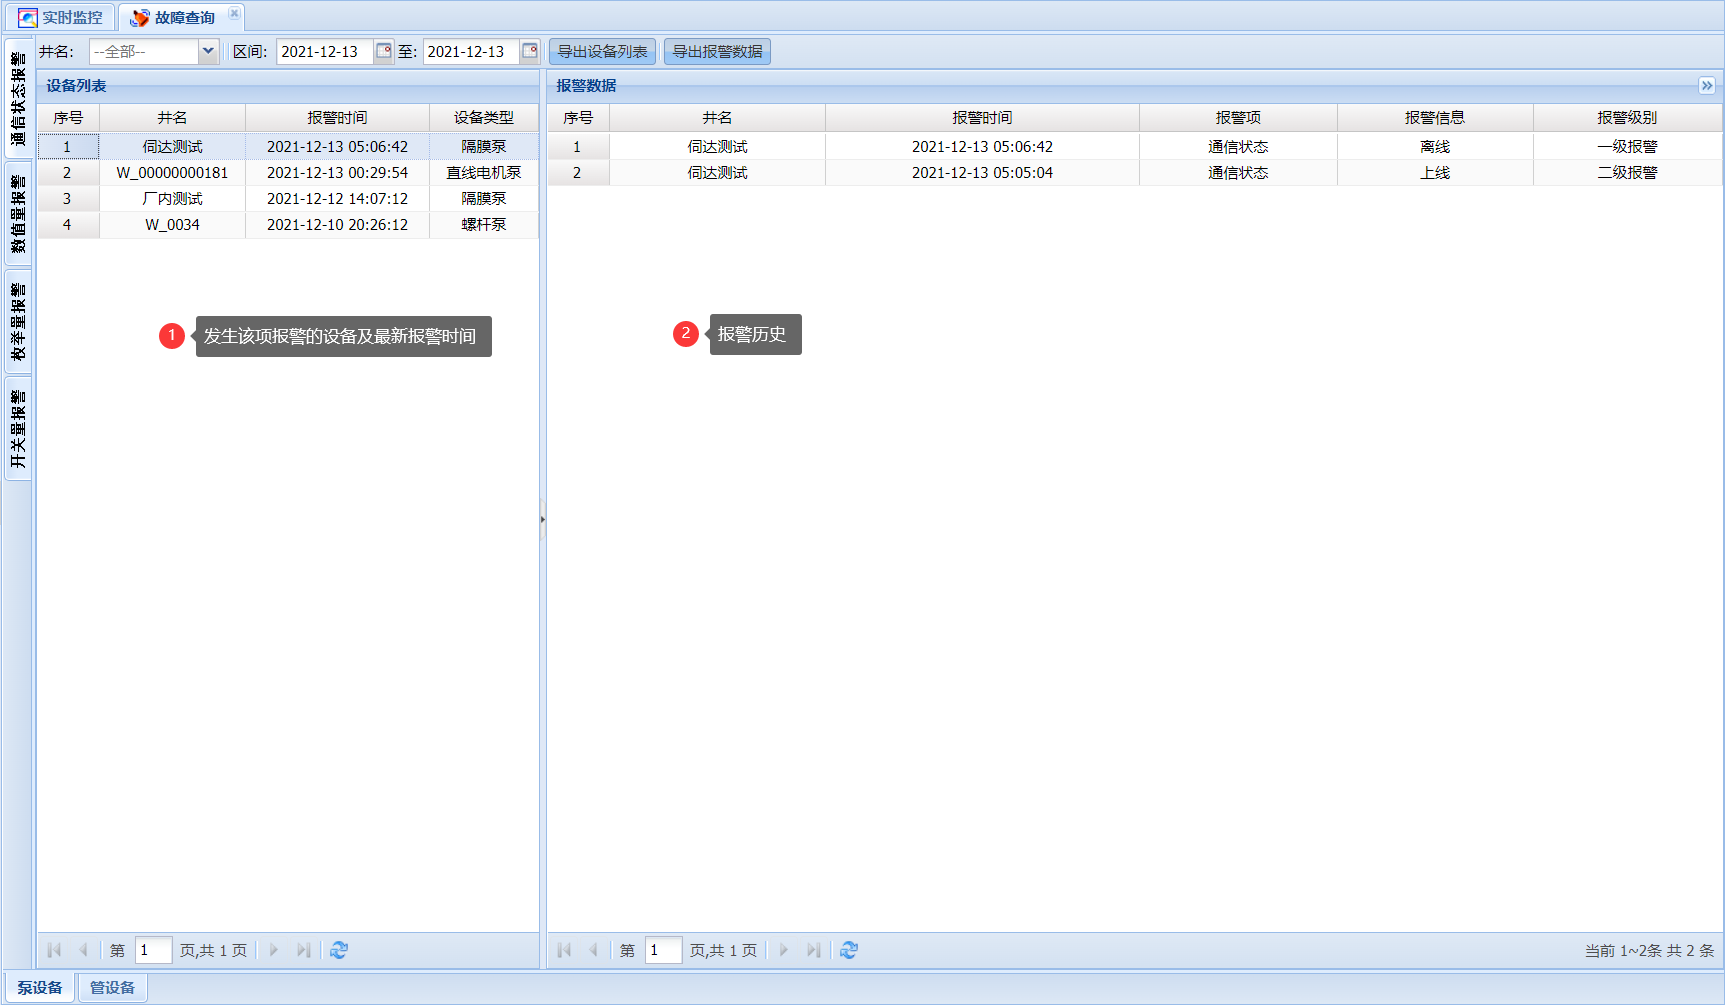 实时监控 故障查询
井名: --全部-- 区间: 2021-12-13 至: 2021-12-13 导出设备列表 导出报警数据
通信状态报警
数值量报警
枚举量报警
开关量报警
设备列表
序号 井名 报警时间 设备类型
1 伺达测试 2021-12-13 05:06:42 隔膜泵
2 W_00000000181 2021-12-13 00:29:54 直线电机泵
3 厂内测试 2021-12-12 14:07:12 隔膜泵
4 W_0034 2021-12-10 20:26:12 螺杆泵
1 发生该项报警的设备及最新报警时间
第 1 页,共 1 页
报警数据
序号 井名 报警时间 报警项 报警信息 报警级别
1 伺达测试 2021-12-13 05:06:42 通信状态 离线 一级报警
2 伺达测试 2021-12-13 05:05:04 通信状态 上线 二级报警
2 报警历史
第 1 页,共 1 页 当前 1~2条 共 2 条
泵设备 管设备